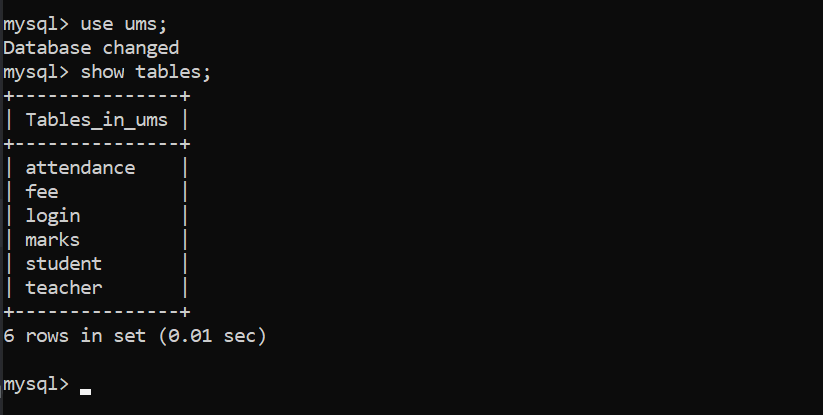 mysql> use ums;
Database changed
mysql> show tables;
+---------------+
| Tables_in_ums |
+---------------+
| attendance    |
| fee           |
| login         |
| marks         |
| student       |
| teacher       |
+---------------+
6 rows in set (0.01 sec)

mysql>